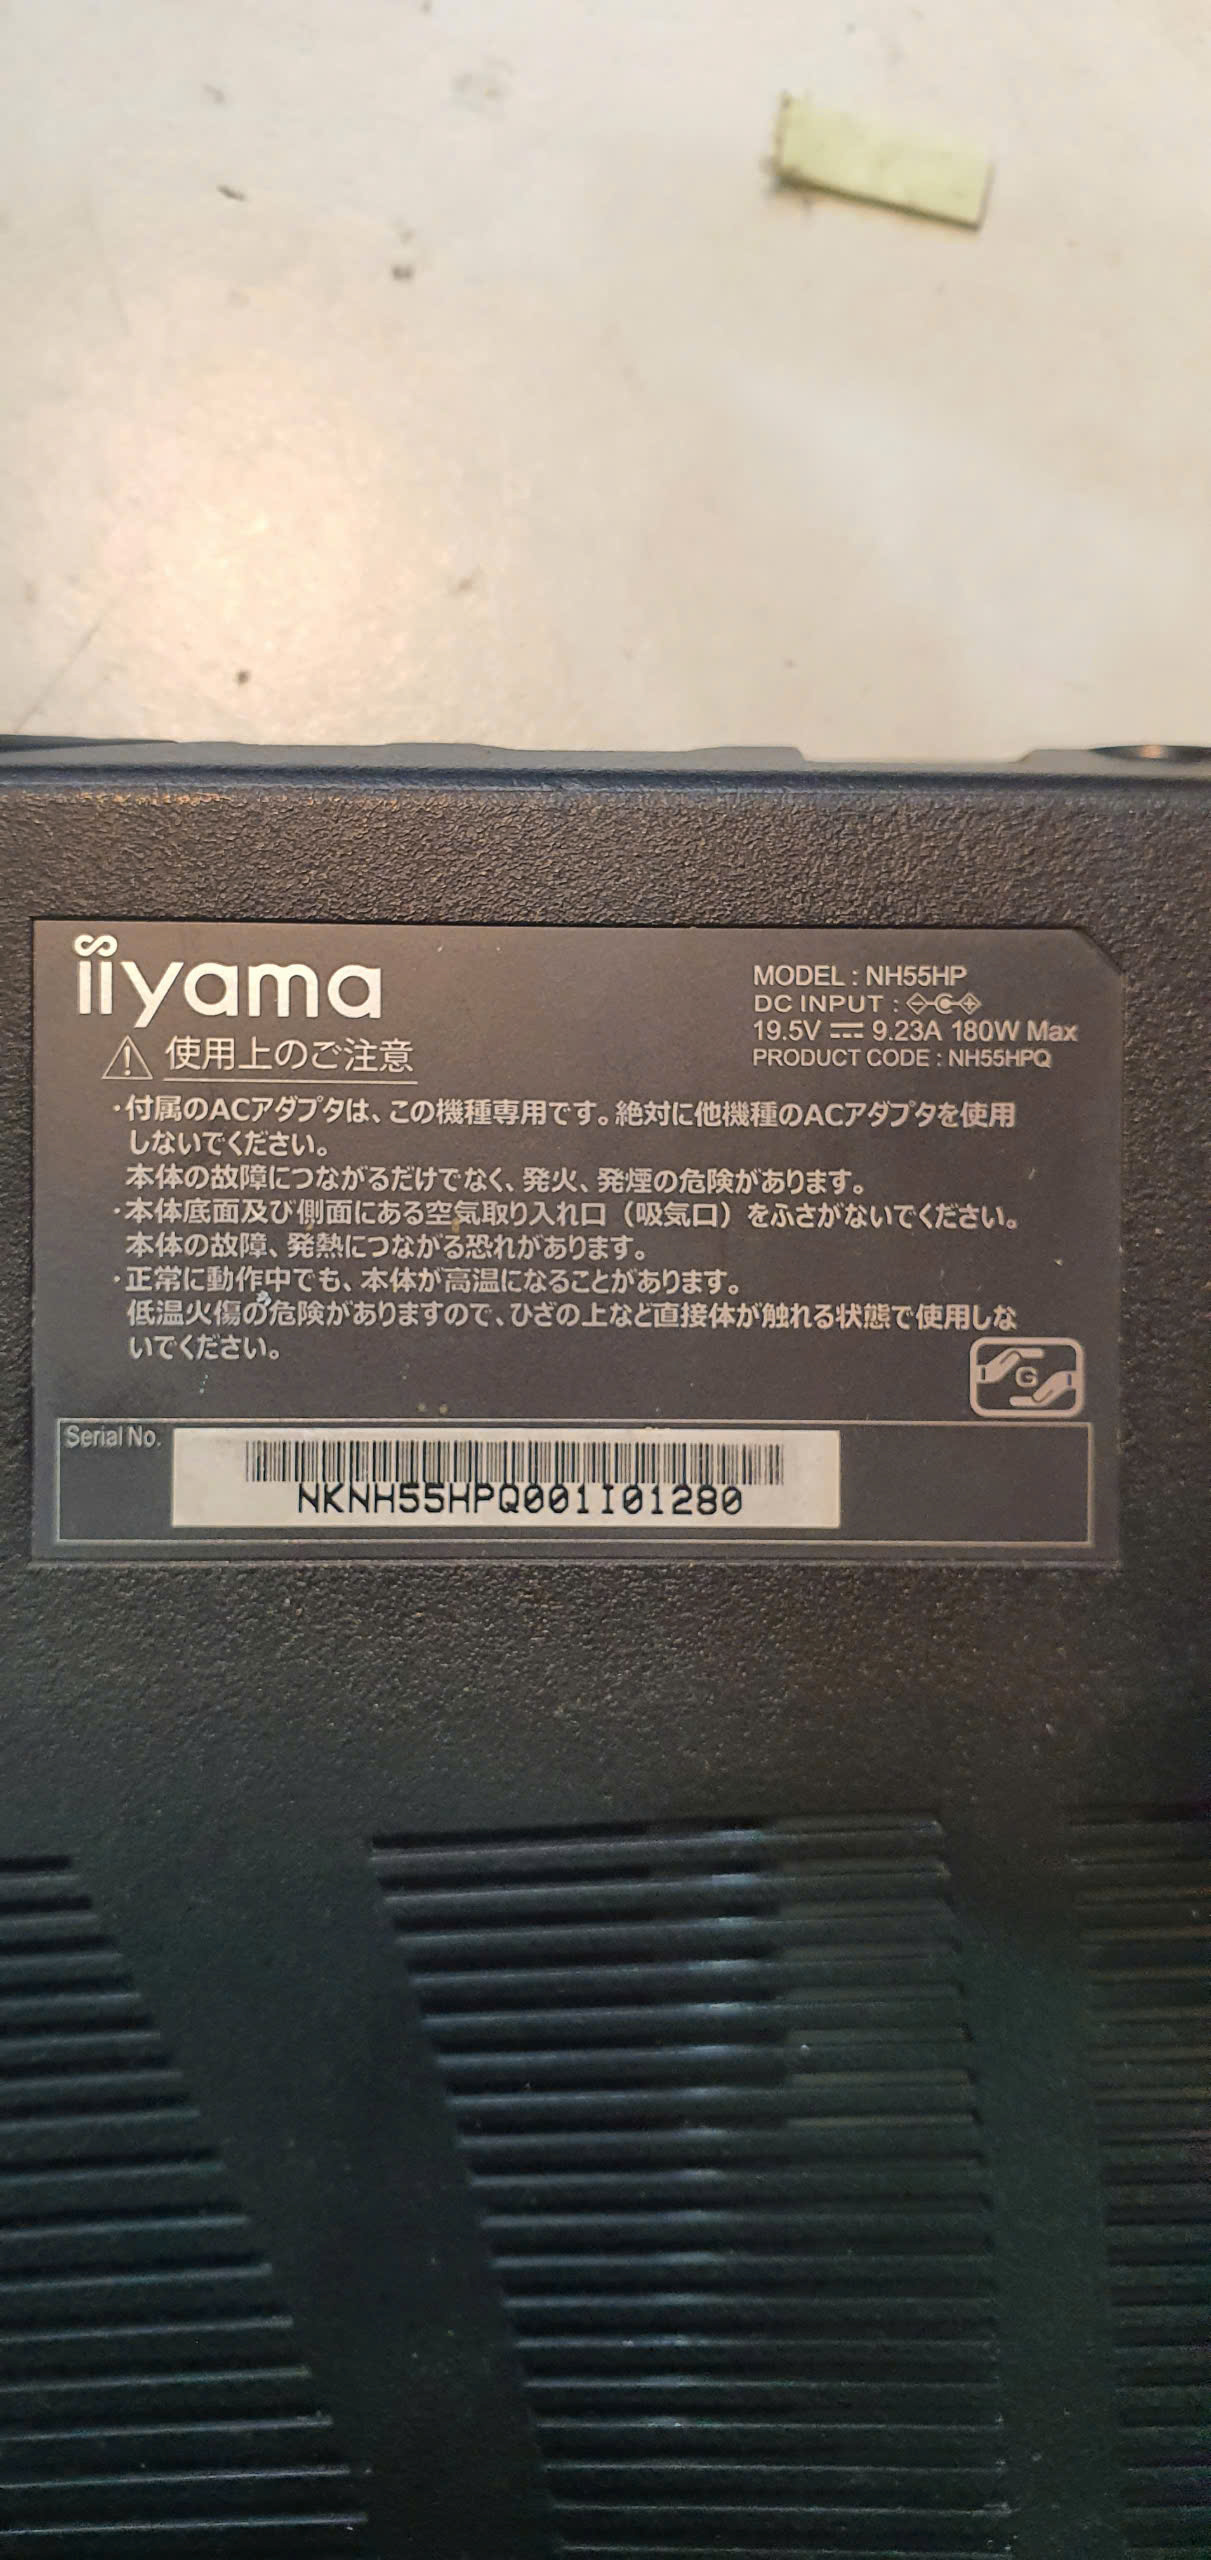 iiyama
MODEL : NH55HP
DC INPUT :
19.5V ⎓ 9.23A 180W Max
PRODUCT CODE : NH55HPQ
使用上のご注意
・付属のACアダプタは、この機種専用です。絶対に他機種のACアダプタを使用
しないでください。
本体の故障につながるだけでなく、発火、発煙の危険があります。
・本体底面及び側面にある空気取り入れ口（吸気口）をふさがないでください。
本体の故障、発熱につながる恐れがあります。
・正常に動作中でも、本体が高温になることがあります。
低温火傷の危険がありますので、ひざの上など直接体が触れる状態で使用しな
いでください。
G
Serial No.
NKNH55HPQ001I01280